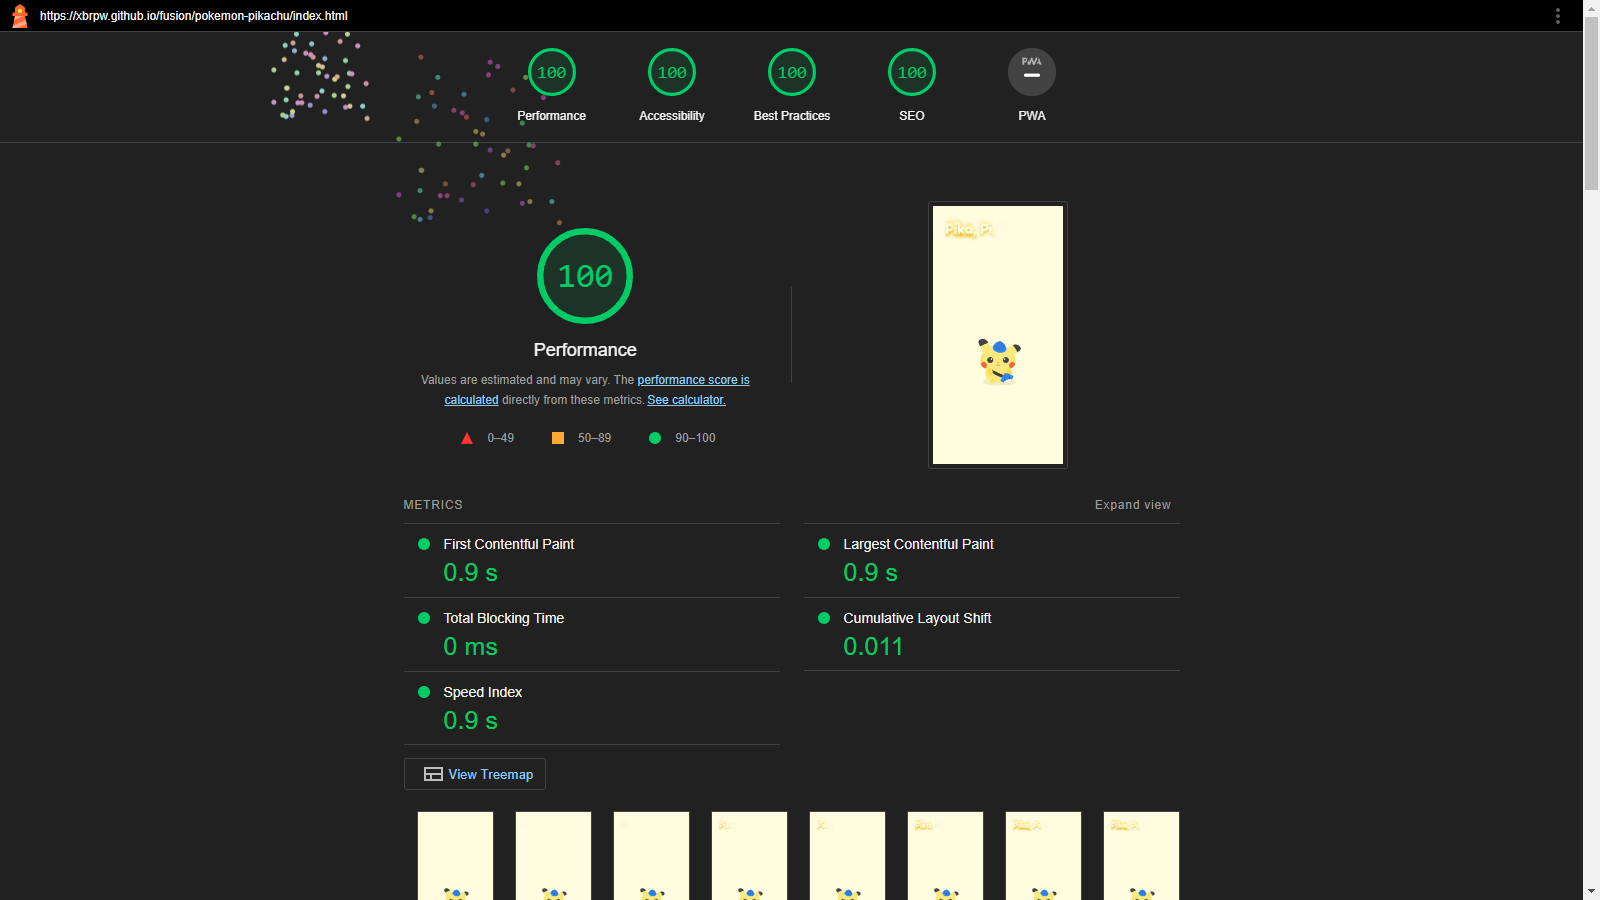 https://xbrpw.github.io/fusion/pokemon-pikachu/index.html
100
100
100
100
PWA
Performance
Accessibility
Best Practices
SEO
PWA
Pika, Pi
100
Performance
Values are estimated and may vary. The performance score is
calculated directly from these metrics. See calculator.
0–49
50–89
90–100
METRICS
Expand view
First Contentful Paint
0.9 s
Largest Contentful Paint
0.9 s
Total Blocking Time
0 ms
Cumulative Layout Shift
0.011
Speed Index
0.9 s
View Treemap